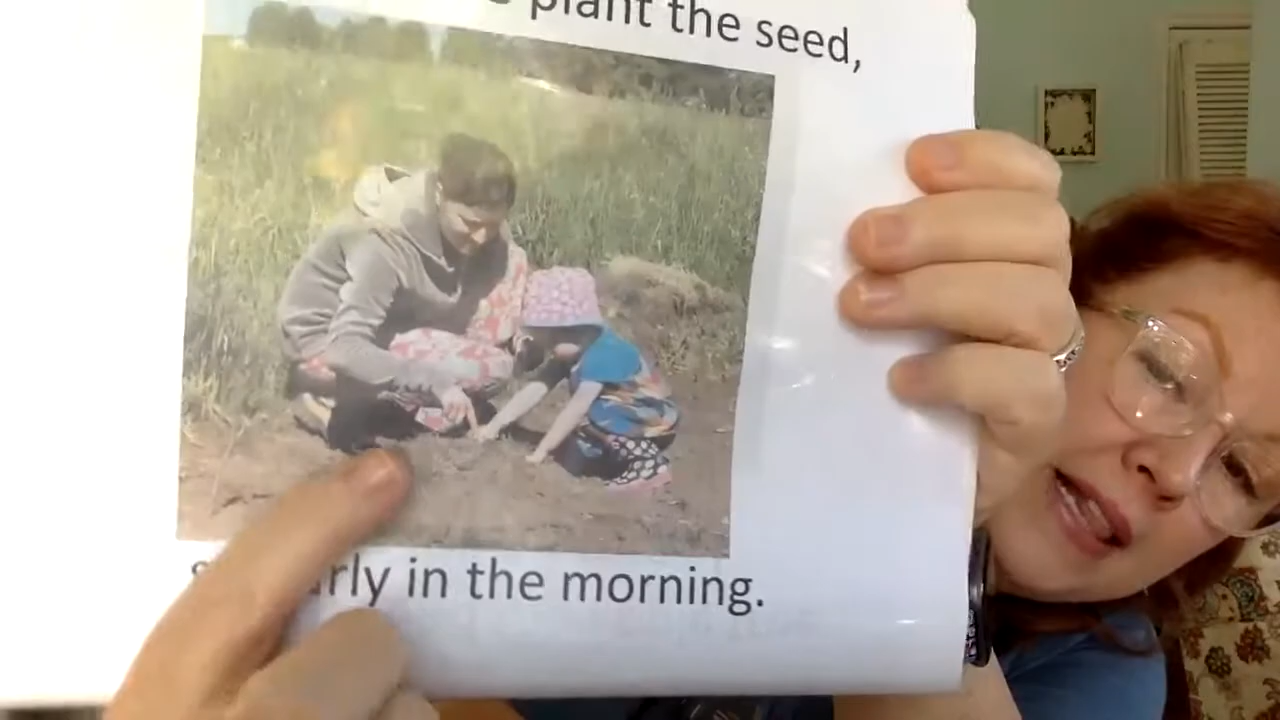 plant the seed,
in the morning.